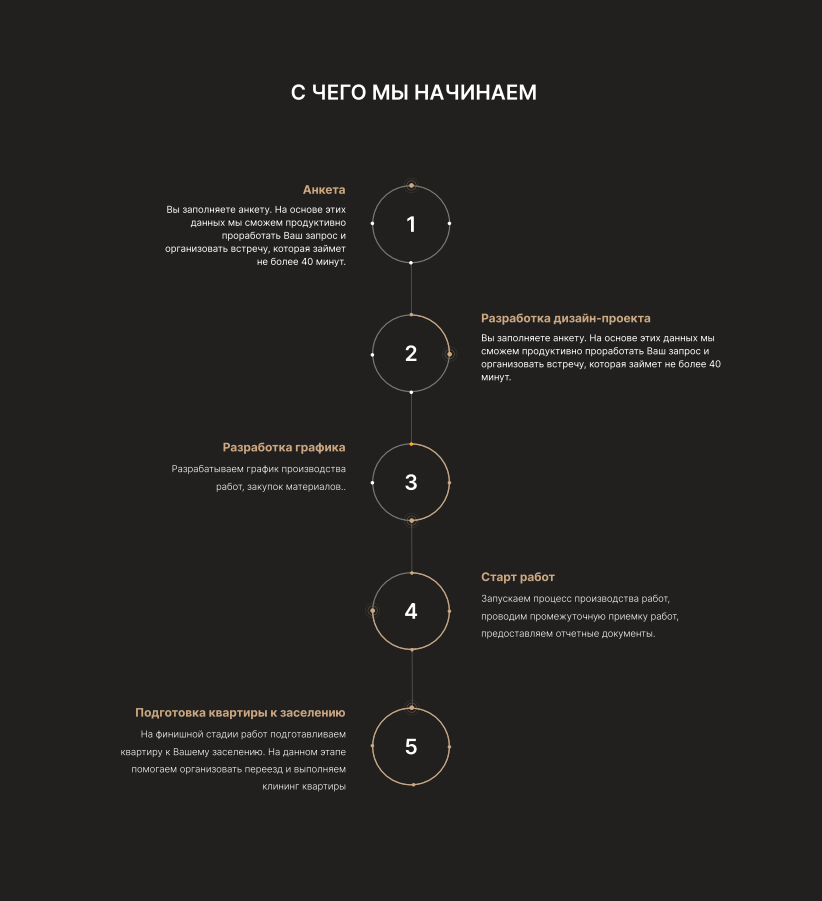 С ЧЕГО МЫ НАЧИНАЕМ
Анкета
Вы заполняете анкету. На основе этих
данных мы сможем продуктивно
проработать Ваш запрос и
организовать встречу, которая займет
не более 40 минут.
1
2
Разработка дизайн-проекта
Вы заполняете анкету. На основе этих данных мы
сможем продуктивно проработать Ваш запрос и
организовать встречу, которая займет не более 40
минут.
Разработка графика
Разрабатываем график производства
работ, закупок материалов..
3
4
Старт работ
Запускаем процесс производства работ,
проводим промежуточную приемку работ,
предоставляем отчетные документы.
Подготовка квартиры к заселению
На финишной стадии работ подготавливаем
квартиру к Вашему заселению. На данном этапе
помогаем организовать переезд и выполняем
клининг квартиры
5